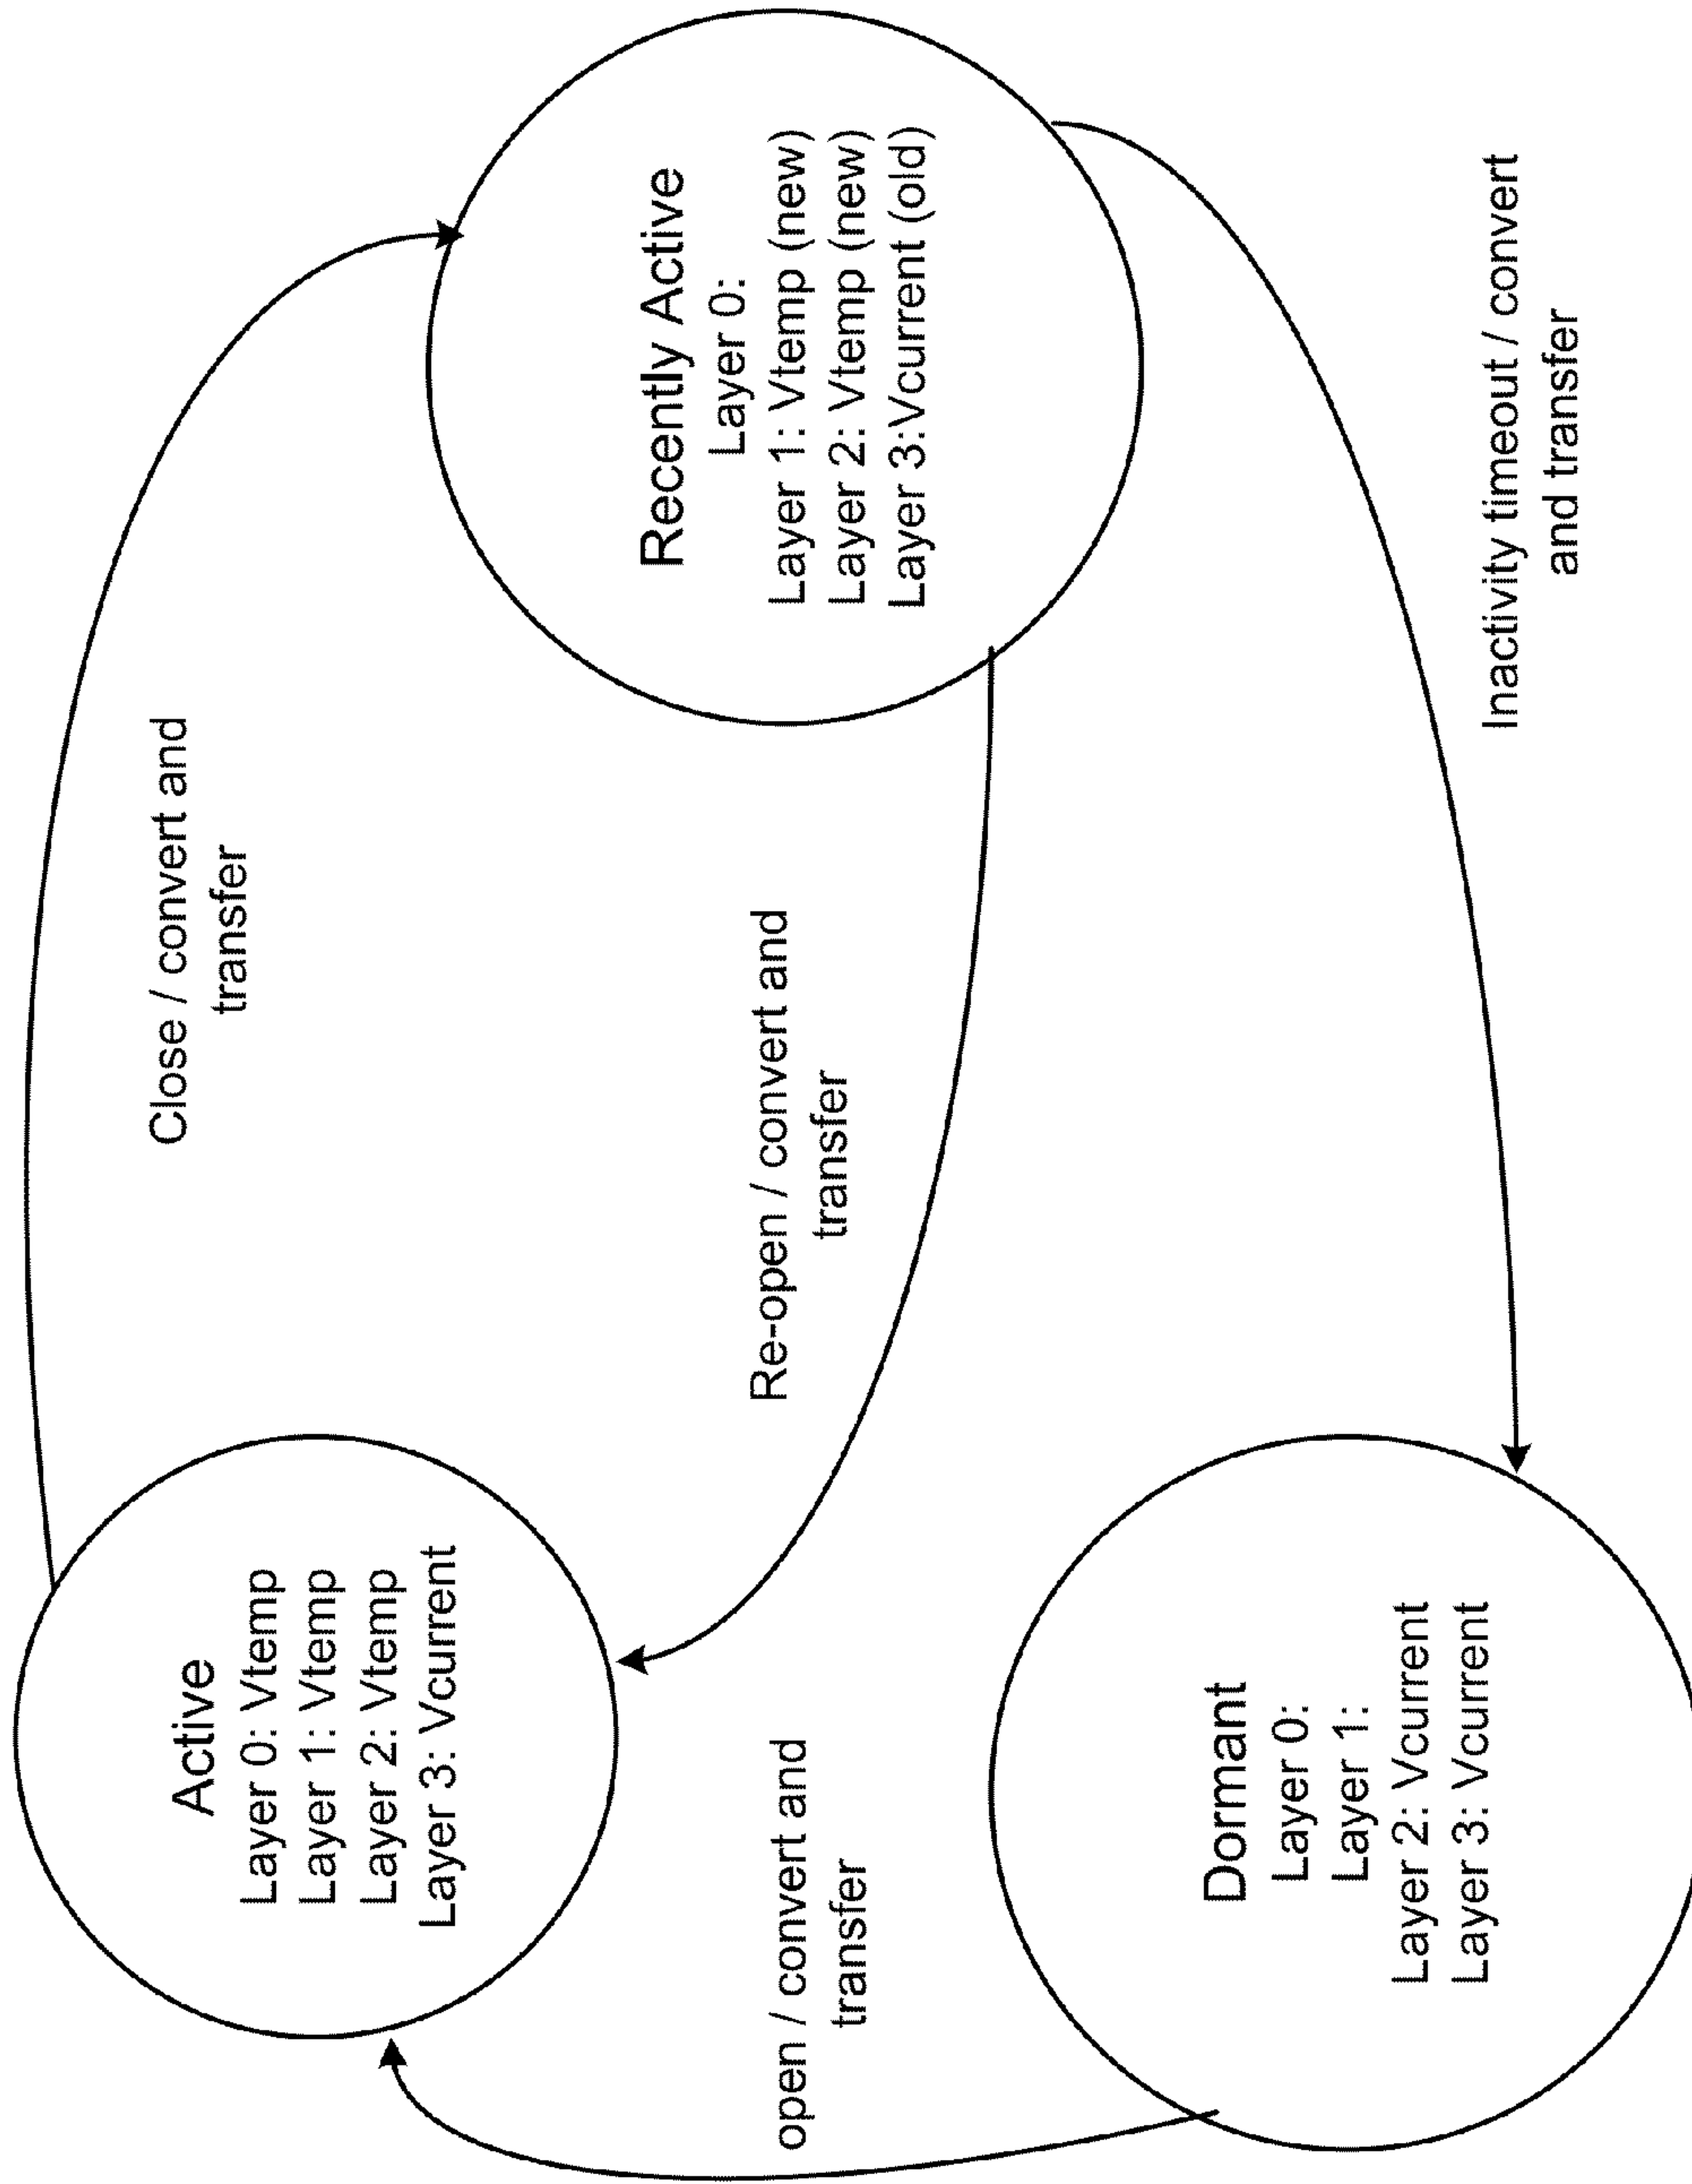 Active
Layer 0: Vtemp
Layer 1: Vtemp
Layer 2: Vtemp
Layer 3: Vcurrent
Close / convert and
transfer
Recently Active
Layer 0:
Layer 1: Vtemp (new)
Layer 2: Vtemp (new)
Layer 3:Vcurrent (old)
Re-open / convert and
transfer
open / convert and
transfer
Dormant
Layer 0:
Layer 1:
Layer 2: Vcurrent
Layer 3: Vcurrent
Inactivity timeout / convert
and transfer